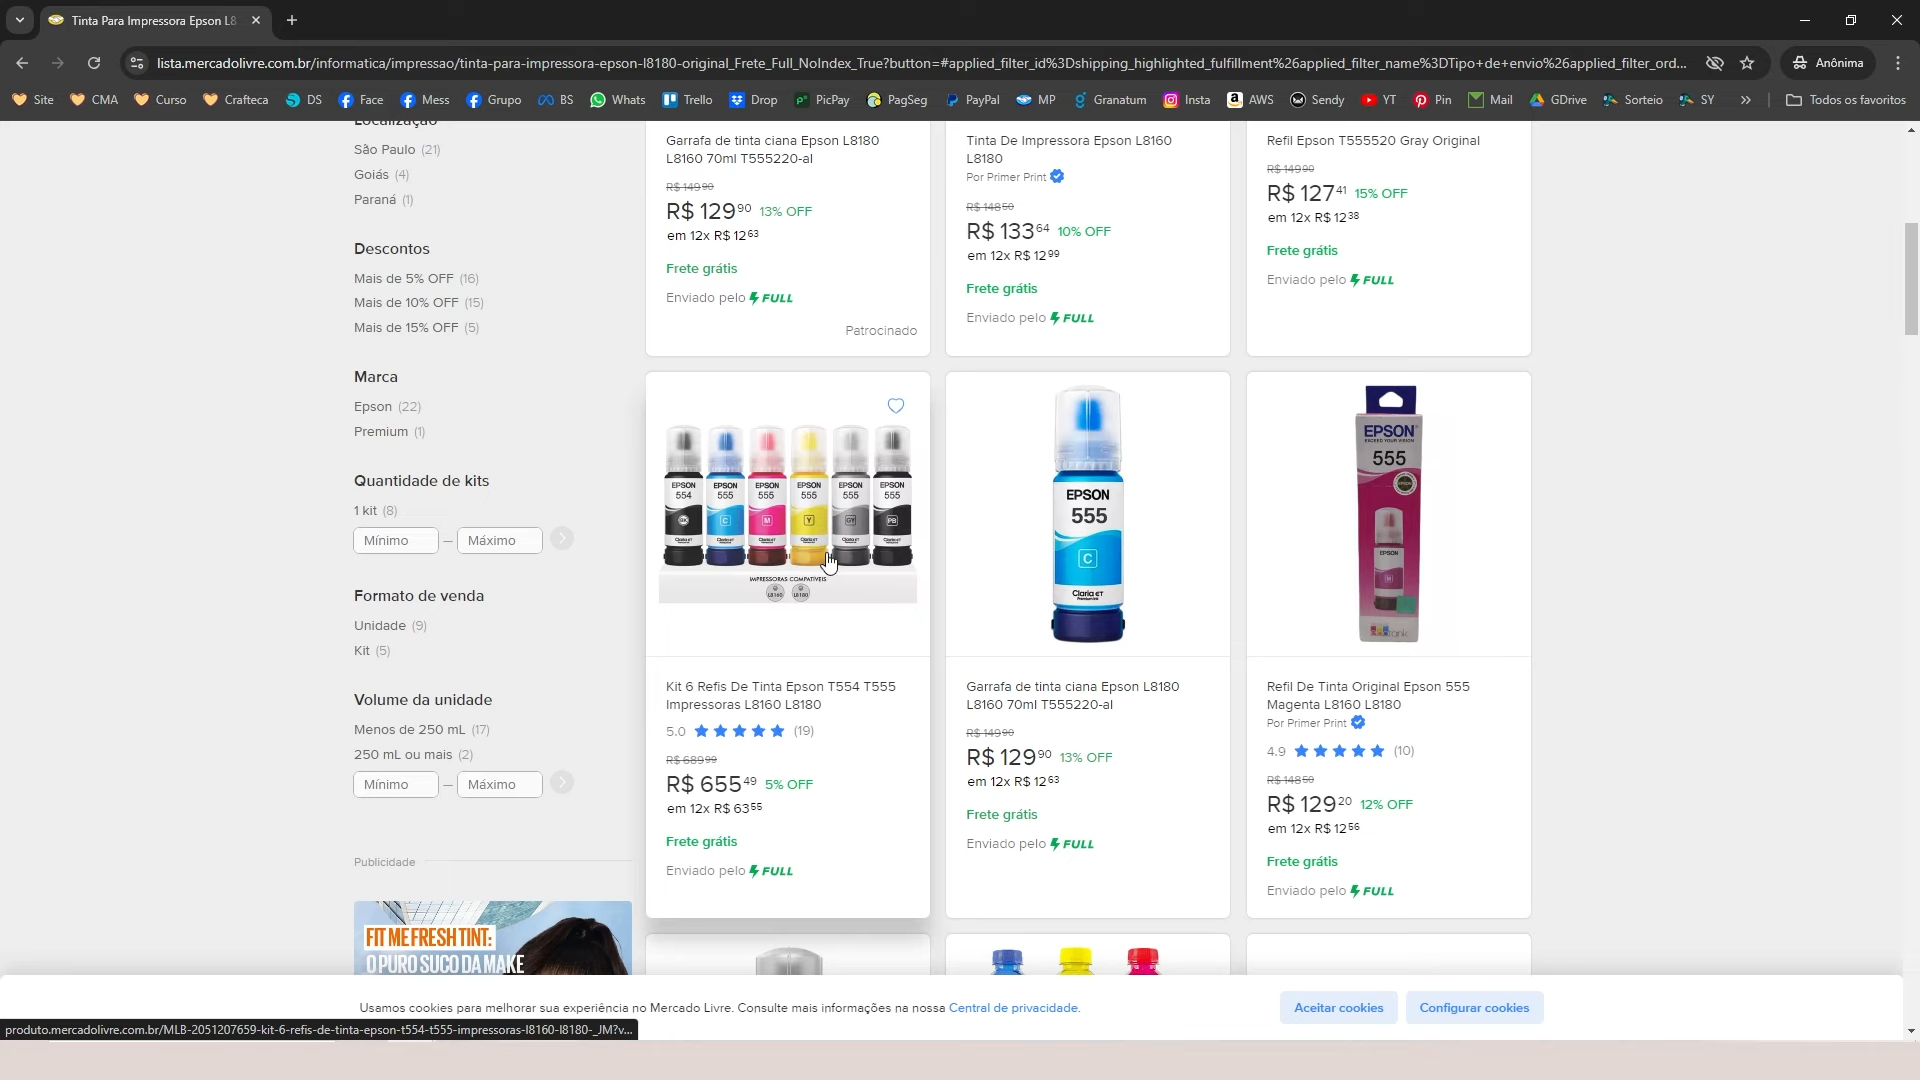 Tinta Para Impressora Epson L8
lista.mercadolivre.com.br/informatica/impressao/tinta-para-impressora-epson-l8180-original_Frete_Full_NoIndex_True?button=#applied_filter_id%3Dshipping_highlighted_fulfillment%26applied_filter_name%3DTipo+de+envio%26applied_filter_ord...
Anônima
Site CMA Curso Crafteca DS Face Mess Grupo BS Whats Trello Drop PicPay PagSeg PayPal MP Granatum Insta AWS Sendy YT Pin Mail GDrive Sorteio SY » Todos os favoritos
Localização
São Paulo (21)
Goiás (4)
Paraná (1)
Descontos
Mais de 5% OFF (16)
Mais de 10% OFF (15)
Mais de 15% OFF (5)
Marca
Epson (22)
Premium (1)
Quantidade de kits
1 kit (8)
Mínimo — Máximo
Formato de venda
Unidade (9)
Kit (5)
Volume da unidade
Menos de 250 mL (17)
250 mL ou mais (2)
Mínimo — Máximo
Publicidade
FIT ME FRESH TINT:
O PURO SUCO DA MAKE
Garrafa de tinta ciana Epson L8180
L8160 70ml T555220-al
R$ 149 90
R$ 129 90 13% OFF
em 12x R$ 12 63
Frete grátis
Enviado pelo FULL
Patrocinado
Tinta De Impressora Epson L8160
L8180
Por Primer Print
R$ 148 50
R$ 133 64 10% OFF
em 12x R$ 12 99
Frete grátis
Enviado pelo FULL
Refil Epson T555520 Gray Original
R$ 149 90
R$ 127 41 15% OFF
em 12x R$ 12 38
Frete grátis
Enviado pelo FULL
EPSON EPSON EPSON EPSON EPSON EPSON
554 555 555 555 555 555
BK C M Y GY PB
IMPRESSORAS COMPATÍVEIS
L8160 L8180
Kit 6 Refis De Tinta Epson T554 T555
Impressoras L8160 L8180
5.0 (19)
R$ 689 99
R$ 655 49 5% OFF
em 12x R$ 63 55
Frete grátis
Enviado pelo FULL
EPSON
555
C
Claria ET
Premium Ink
Garrafa de tinta ciana Epson L8180
L8160 70ml T555220-al
R$ 149 90
R$ 129 90 13% OFF
em 12x R$ 12 63
Frete grátis
Enviado pelo FULL
EPSON
EXCEED YOUR VISION
555
EPSON
555
M
Refil De Tinta Original Epson 555
Magenta L8160 L8180
Por Primer Print
4.9 (10)
R$ 148 50
R$ 129 20 12% OFF
em 12x R$ 12 56
Frete grátis
Enviado pelo FULL
Usamos cookies para melhorar sua experiência no Mercado Livre. Consulte mais informações na nossa Central de privacidade.
Aceitar cookies
Configurar cookies
produto.mercadolivre.com.br/MLB-2051207659-kit-6-refis-de-tinta-epson-t554-t555-impressoras-l8160-l8180-_JM?v...